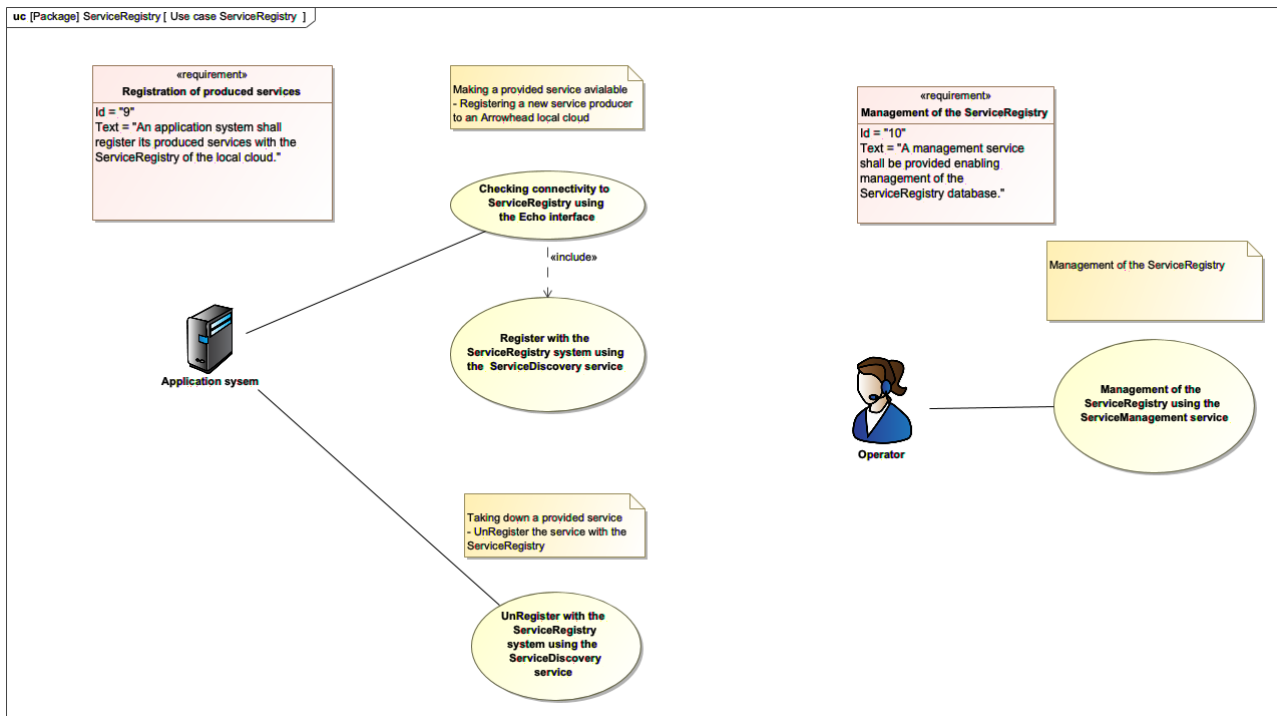 uc [Package] ServiceRegistry [ Use case ServiceRegistry ]
«requirement»
Registration of produced services
Id = "9"
Text = "An application system shall
register its produced services with the
ServiceRegistry of the local cloud."
Making a provided service avialable
- Registering a new service producer
to an Arrowhead local cloud
«requirement»
Management of the ServiceRegistry
Id = "10"
Text = "A management service
shall be provided enabling
management of the
ServiceRegistry database."
Checking connectivity to
ServiceRegistry using
the Echo interface
«include»
Management of the ServiceRegistry
Register with the
ServiceRegistry system using
the ServiceDiscovery service
Application sysem
Management of the
ServiceRegistry using the
ServiceManagement service
Operator
Taking down a provided service
- UnRegister the service with the
ServiceRegistry
UnRegister with the
ServiceRegistry
system using the
ServiceDiscovery
service